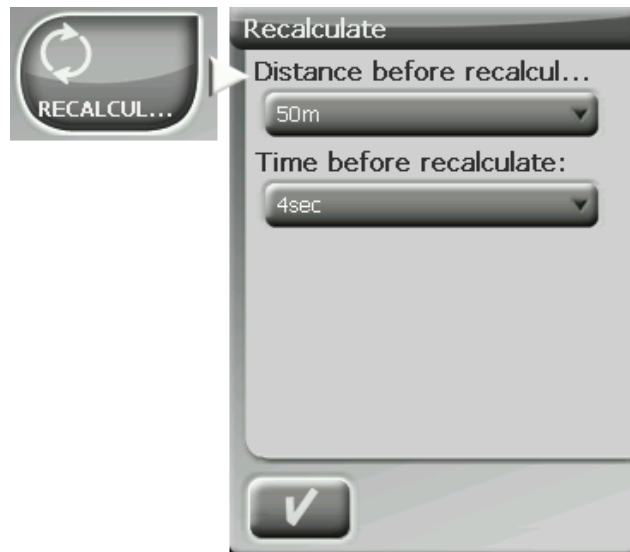 RECALCUL...
Recalculate
Distance before recalcul...
50m
Time before recalculate:
4sec